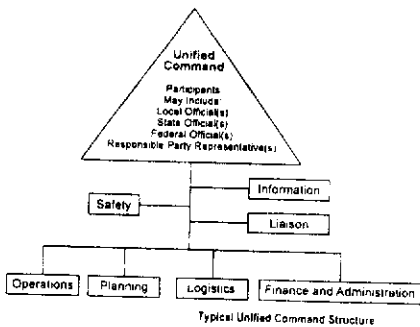 Unified
Command
Participants
May Include
Local Official(s)
State Official(s)
Federal Official(s)
Responsible Party Representative(s)
Information
Safety
Liaison
Operations
Planning
Logistics
Finance and Administration
Typical Unified Command Structure